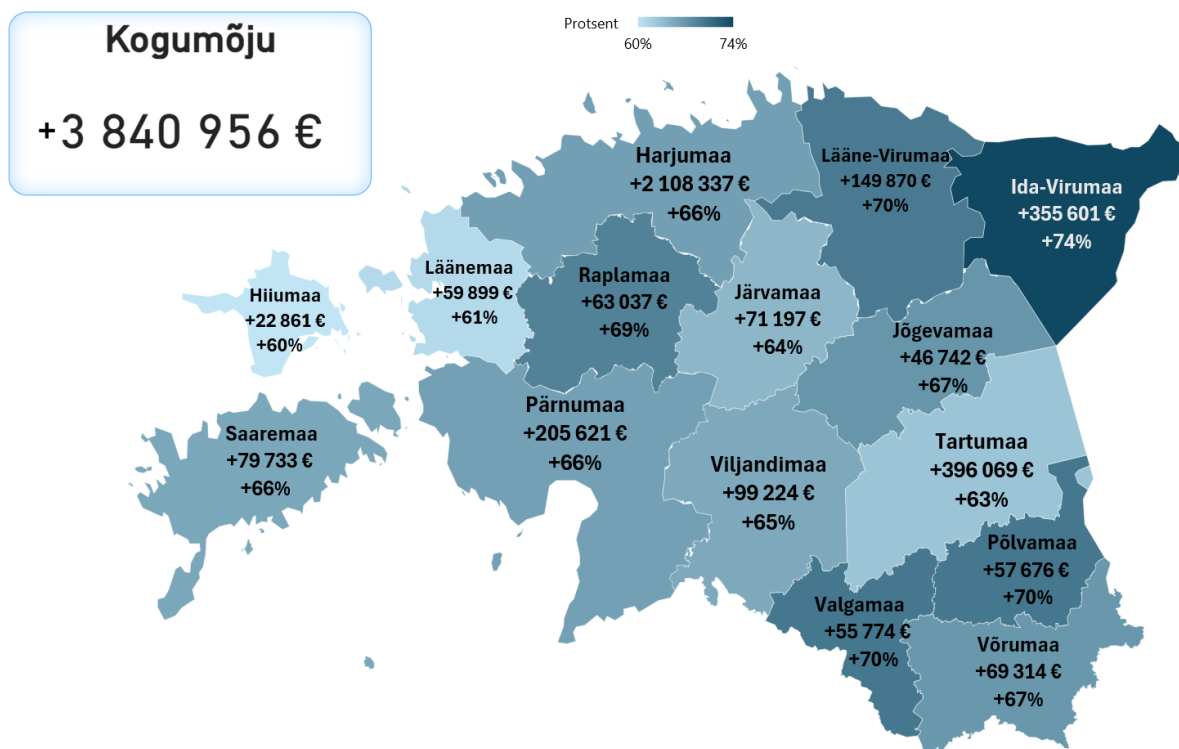 Kogumõju
+3 840 956 €
Protsent
60%
74%
Harjumaa
+2 108 337 €
+66%
Lääne-Virumaa
+149 870 €
+70%
Ida-Virumaa
+355 601 €
+74%
Hiiumaa
+22 861 €
+60%
Läänemaa
+59 899 €
+61%
Raplamaa
+63 037 €
+69%
Järvamaa
+71 197 €
+64%
Jõgevamaa
+46 742 €
+67%
Saaremaa
+79 733 €
+66%
Pärnumaa
+205 621 €
+66%
Viljandimaa
+99 224 €
+65%
Tartumaa
+396 069 €
+63%
Põlvamaa
+57 676 €
+70%
Valgamaa
+55 774 €
+70%
Võrumaa
+69 314 €
+67%